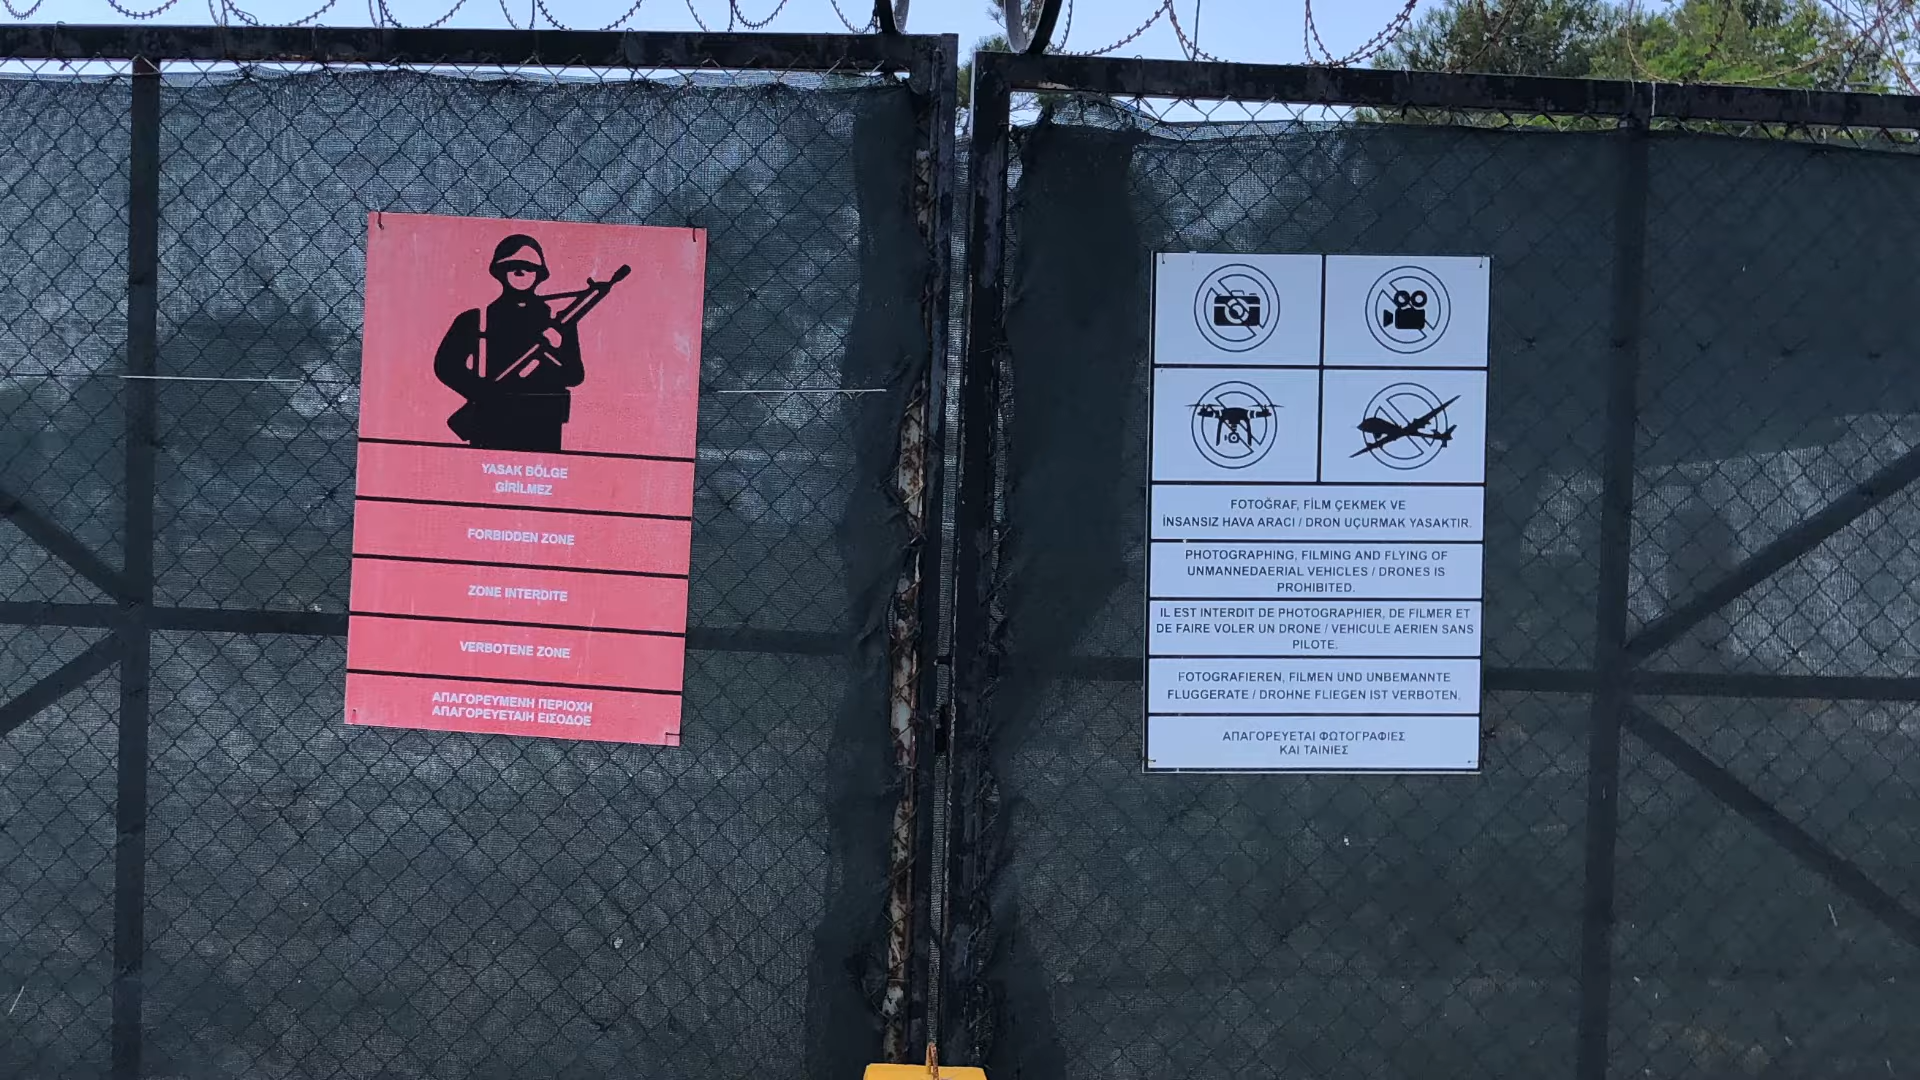 YASAK BÖLGE
GİRİLMEZ
FORBIDDEN ZONE
ZONE INTERDITE
VERBOTENE ZONE
ΑΠΑΓΟΡΕΥΜΕΝΗ ΠΕΡΙΟΧΗ
ΑΠΑΓΟΡΕΥΕΤΑΙΗ ΕΙΣΟΔΟΕ
FOTOĞRAF, FİLM ÇEKMEK VE
İNSANSIZ HAVA ARACI / DRON UÇURMAK YASAKTIR.
PHOTOGRAPHING, FILMING AND FLYING OF
UNMANNEDAERIAL VEHICLES / DRONES IS
PROHIBITED.
IL EST INTERDIT DE PHOTOGRAPHIER, DE FILMER ET
DE FAIRE VOLER UN DRONE / VEHICULE AERIEN SANS
PILOTE.
FOTOGRAFIEREN, FILMEN UND UNBEMANNTE
FLUGGERATE / DROHNE FLIEGEN IST VERBOTEN.
ΑΠΑΓΟΡΕΥΕΤΑΙ ΦΩΤΟΓΡΑΦΙΕΣ
ΚΑΙ ΤΑΙΝΙΕΣ